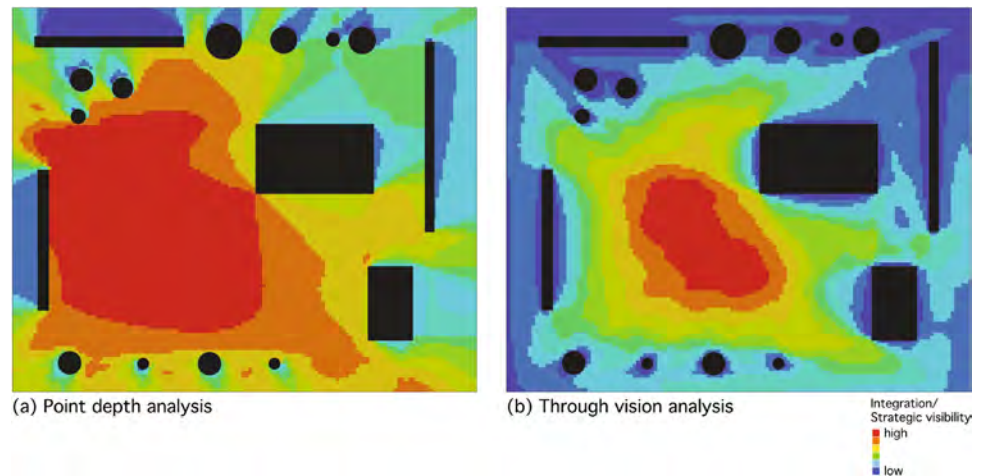 (a) Point depth analysis
(b) Through vision analysis
Integration/
Strategic visibility
high
low